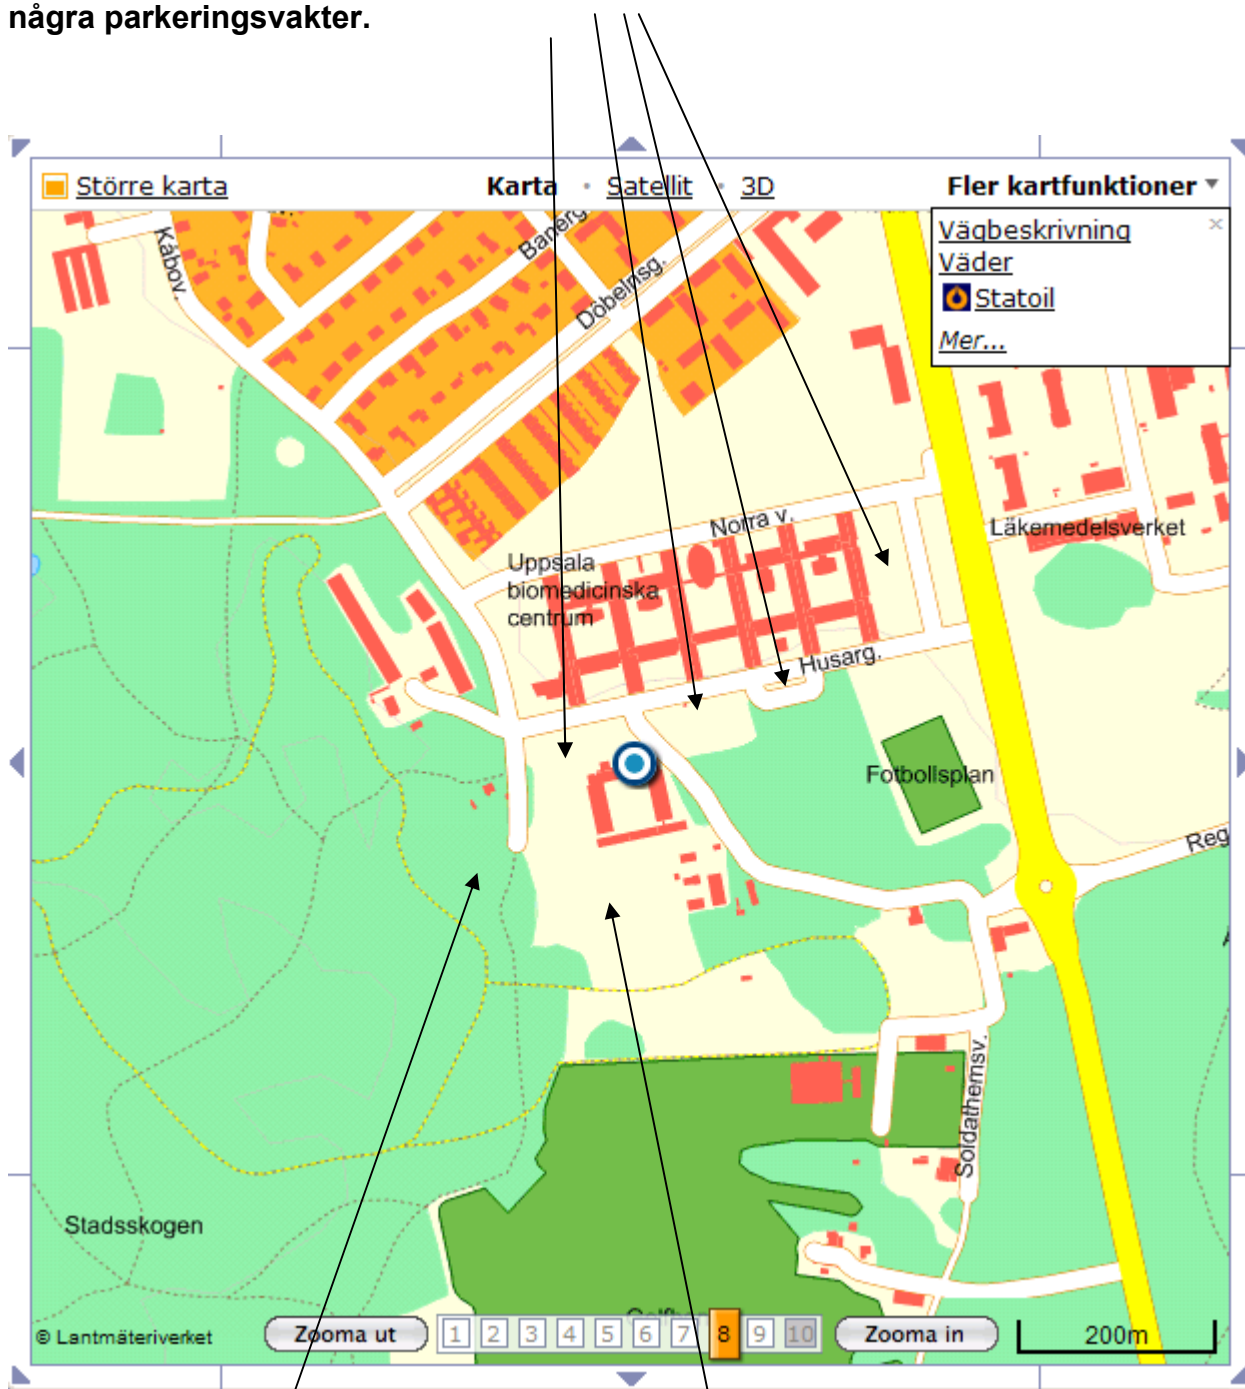 några parkeringsvakter.
Större karta
Karta · Satellit · 3D
Fler kartfunktioner
Vägbeskrivning
Väder
Statoil
Mer...
Kåbov.
Banerg.
Döbelnsg.
Norra v.
Läkemedelsverket
Uppsala
biomedicinska
centrum
Husarg.
Fotbollsplan
Reg
Soldathemsv.
Stadsskogen
© Lantmäteriverket
Zooma ut
1 2 3 4 5 6 7 8 9 10
Zooma in
200m